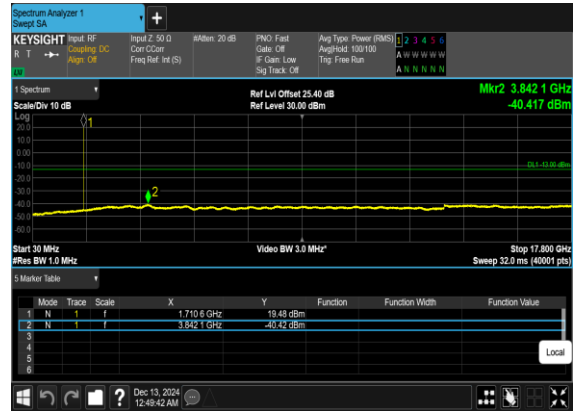 Spectrum Analyzer 1
Swept SA
+
KEYSIGHT Input: RF Input Z: 50 Ω #Atten: 20 dB PNO: Fast Avg Type: Power (RMS) 1 2 3 4 5 6
R T Coupling: DC Corr CCorr Gate: Off Avg|Hold: 100/100 A W W W W W
Align: Off Freq Ref: Int (S) IF Gain: Low Trig: Free Run
LW Sig Track: Off A N N N N N
1 Spectrum Ref Lvl Offset 25.40 dB Mkr2 3.842 1 GHz
Scale/Div 10 dB Ref Level 30.00 dBm -40.417 dBm
Log
1
20.0
10.0
0.00
-10.0
DL1 -13.00 dBm
-20.0
-30.0
2
-40.0
-50.0
-60.0
Start 30 MHz Video BW 3.0 MHz* Stop 17.800 GHz
#Res BW 1.0 MHz Sweep 32.0 ms (40001 pts)
5 Marker Table
Mode Trace Scale X Y Function Function Width Function Value
1 N 1 f 1.710 6 GHz 19.48 dBm
2 N 1 f 3.842 1 GHz -40.42 dBm
3
4
5
6
Local
? Dec 13, 2024
12:49:42 AM